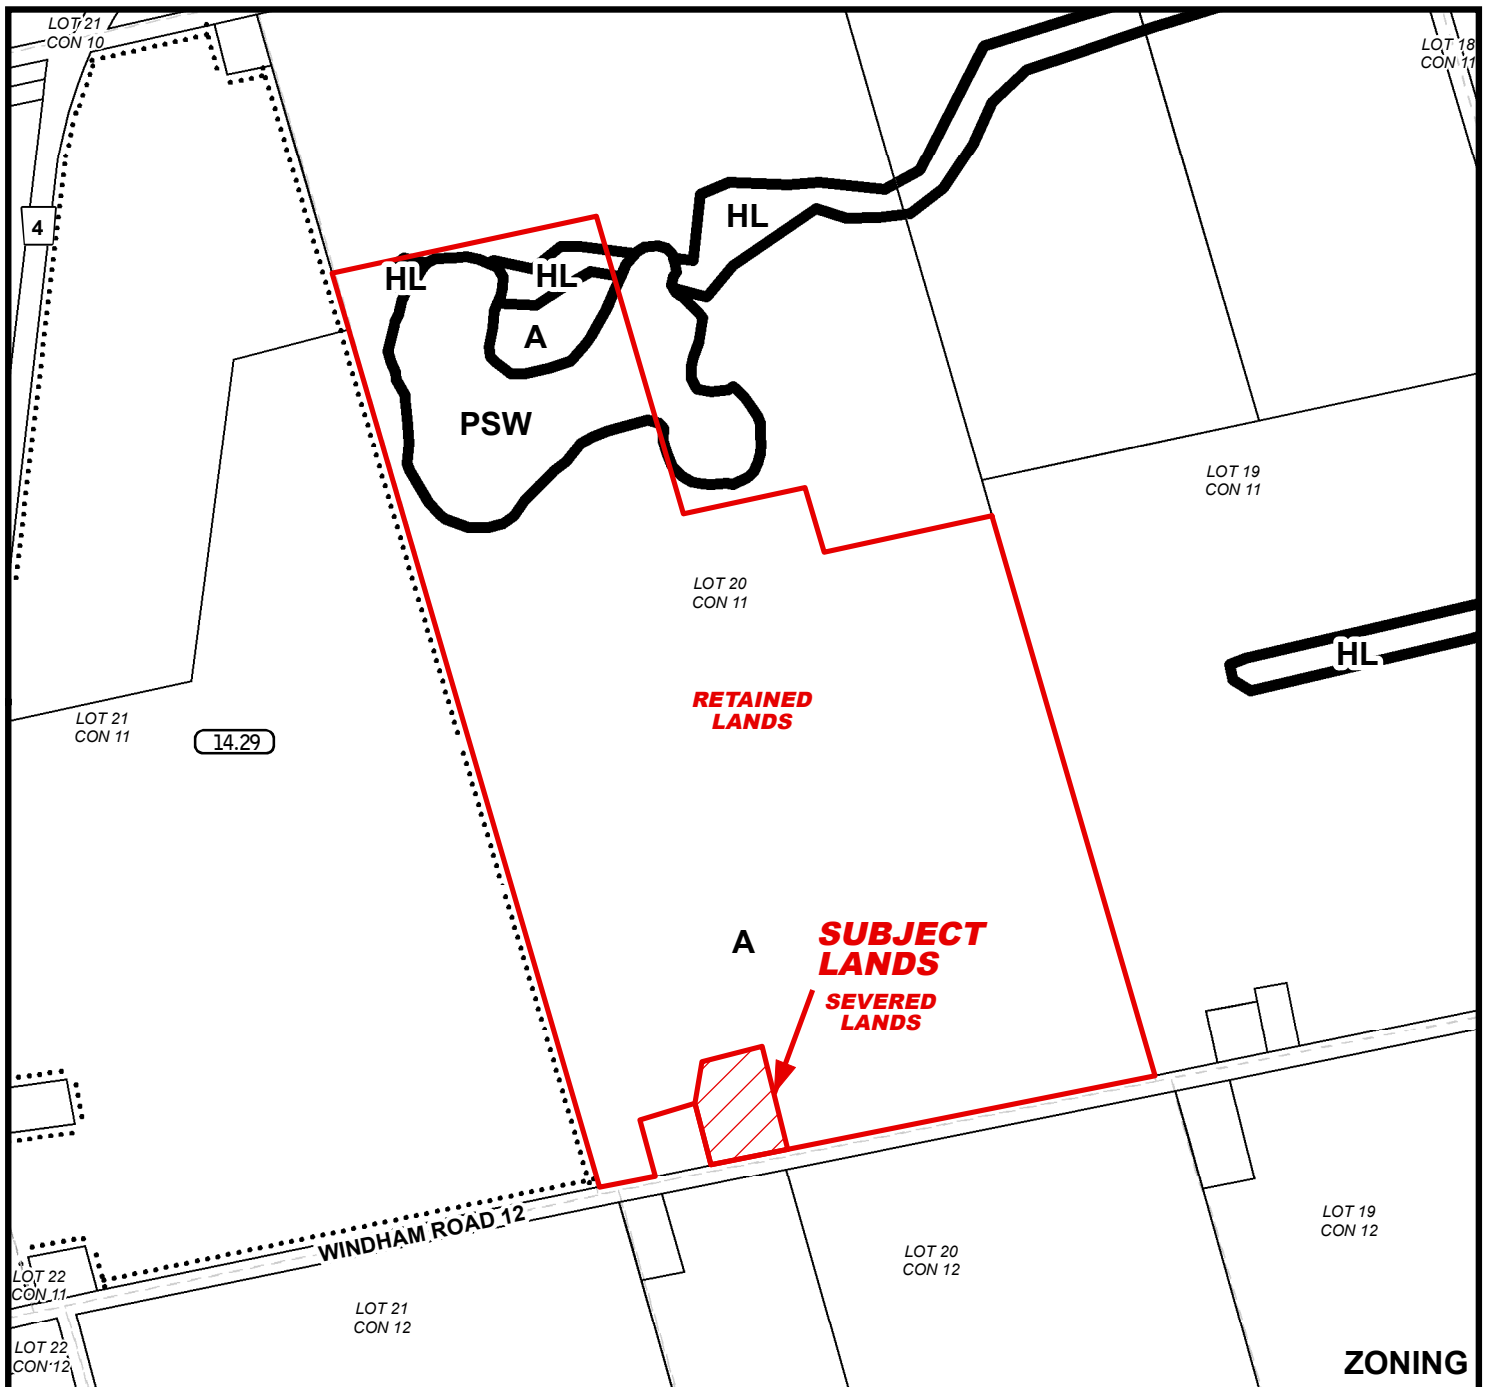 LOT 21
CON 10
LOT 18
CON 11
4
HL
HL
HL
A
PSW
LOT 19
CON 11
LOT 20
CON 11
HL
RETAINED
LANDS
LOT 21
CON 11
14.29
A
SUBJECT
LANDS
SEVERED
LANDS
WINDHAM ROAD 12
LOT 19
CON 12
LOT 20
CON 12
LOT 22
CON 11
LOT 21
CON 12
LOT 22
CON 12
ZONING